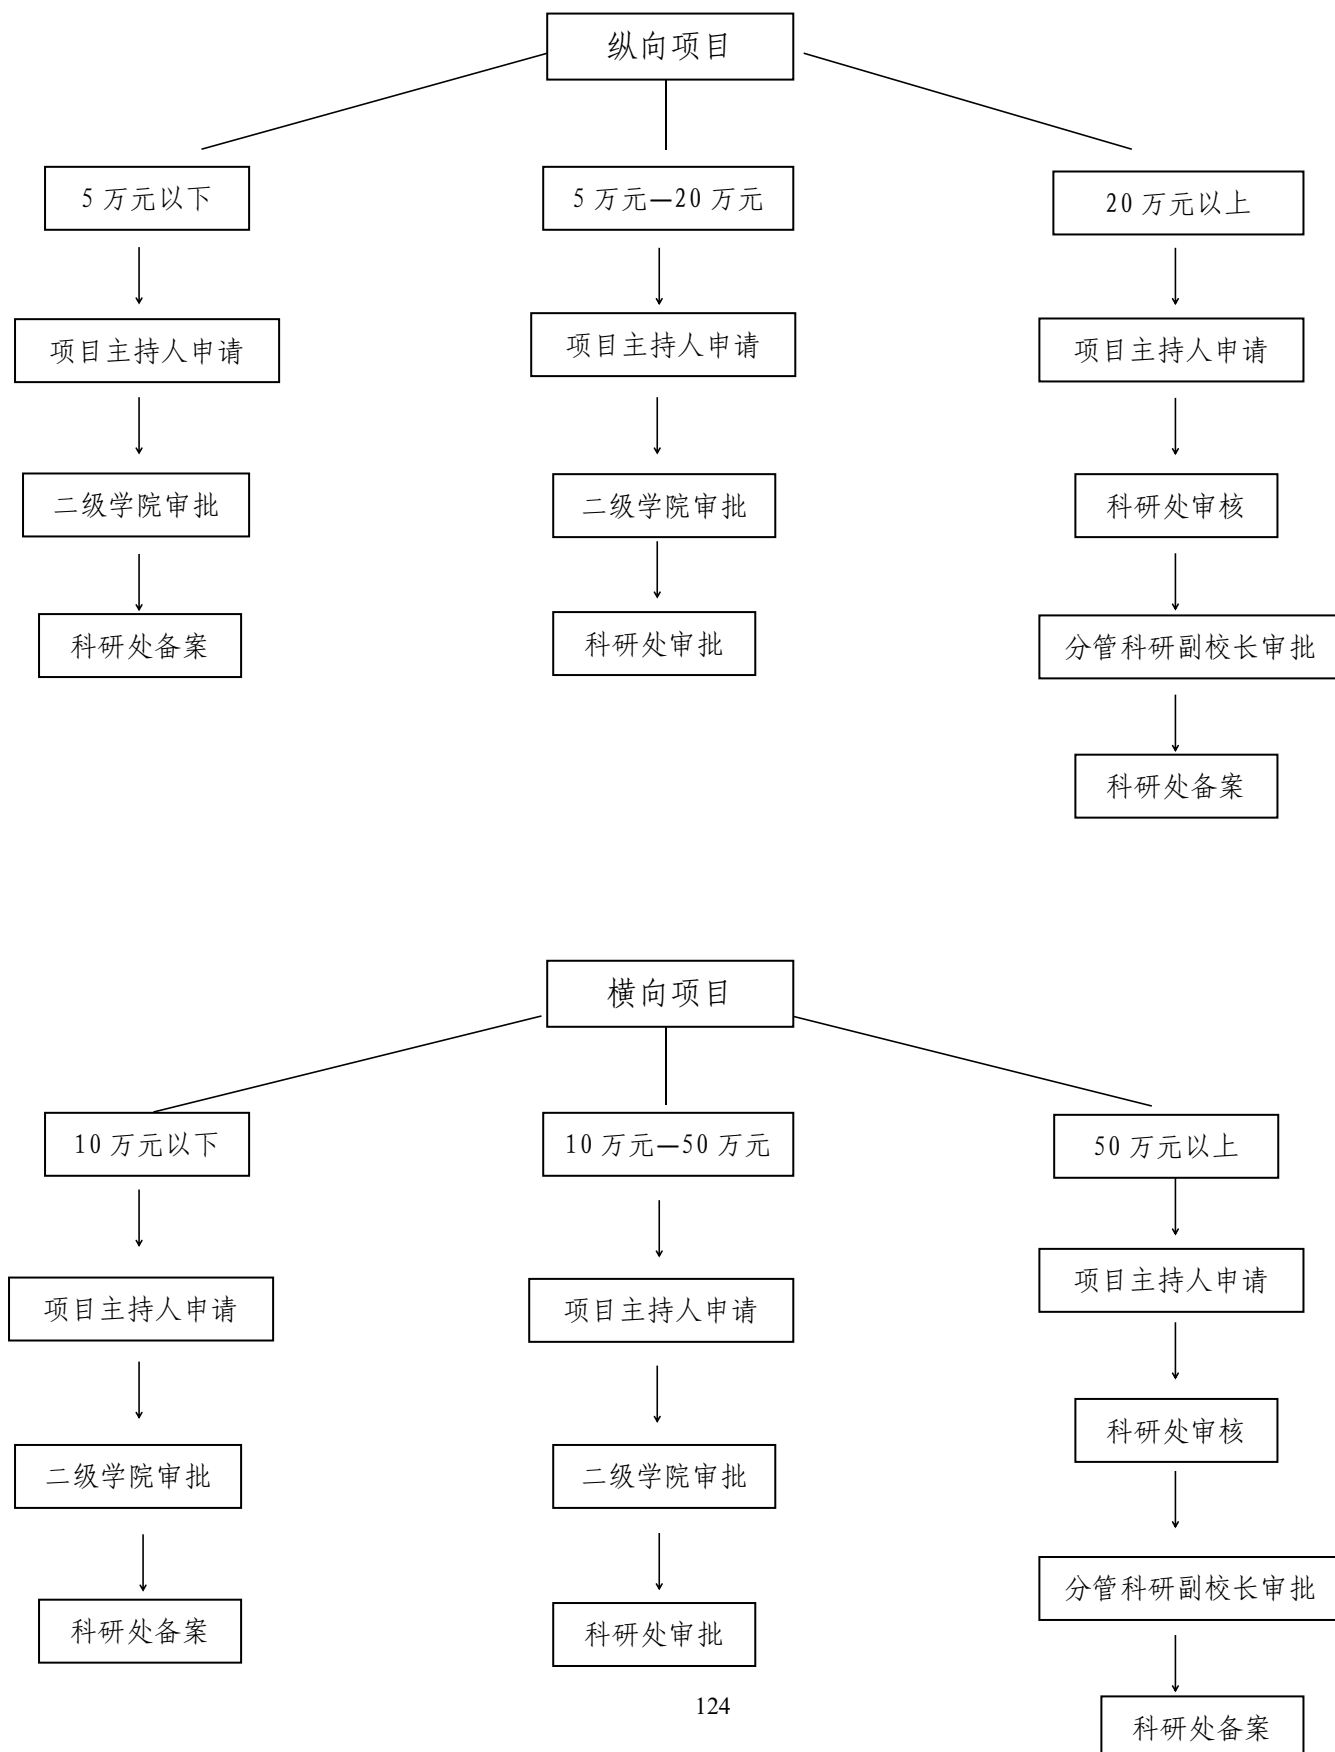 纵向项目
5 万元以下
5 万元—20 万元
20 万元以上
项目主持人申请
项目主持人申请
项目主持人申请
二级学院审批
二级学院审批
科研处审核
科研处备案
科研处审批
分管科研副校长审批
科研处备案
横向项目
10 万元以下
10 万元—50 万元
50 万元以上
项目主持人申请
项目主持人申请
项目主持人申请
二级学院审批
二级学院审批
科研处审核
科研处备案
科研处审批
分管科研副校长审批
124
科研处备案